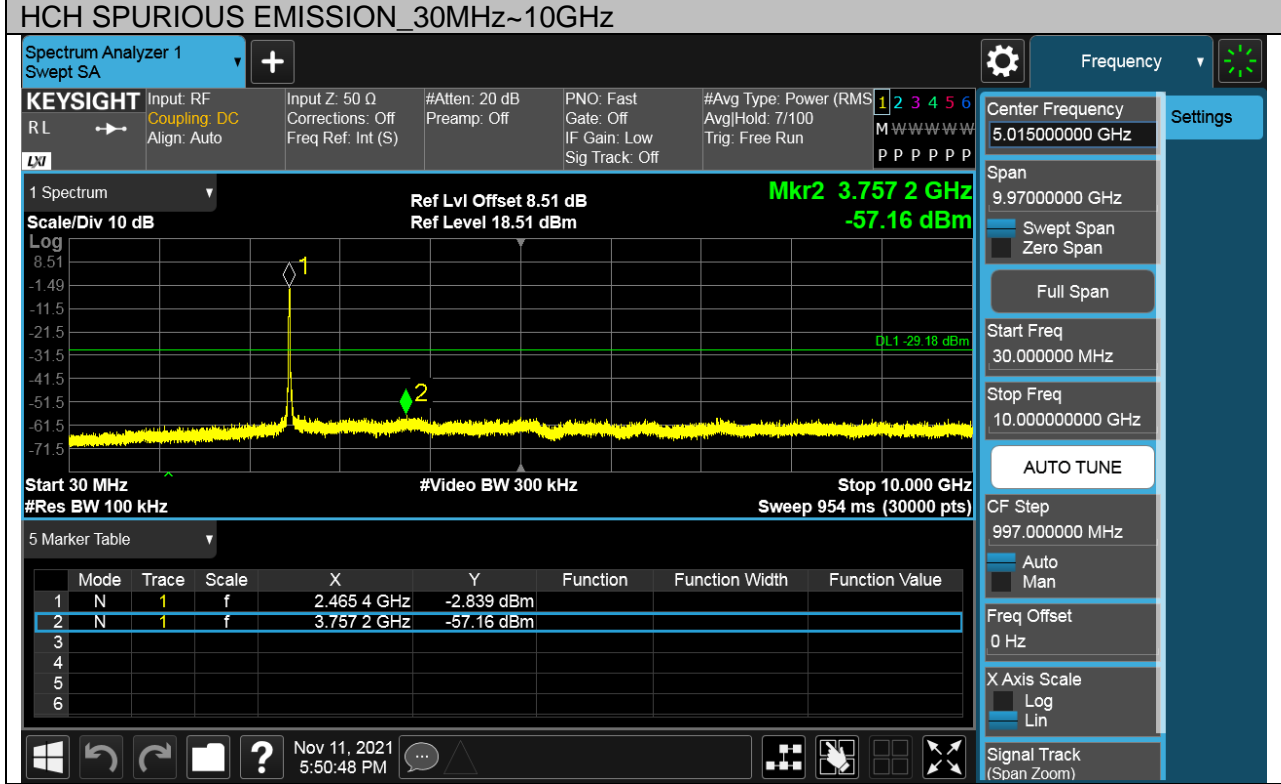 HCH SPURIOUS EMISSION_30MHz~10GHz
Spectrum Analyzer 1
Swept SA
+
Frequency
KEYSIGHT
RL
LXI
Input: RF
Coupling: DC
Align: Auto
Input Z: 50 Ω
Corrections: Off
Freq Ref: Int (S)
#Atten: 20 dB
Preamp: Off
PNO: Fast
Gate: Off
IF Gain: Low
Sig Track: Off
#Avg Type: Power (RMS
Avg|Hold: 7/100
Trig: Free Run
1 2 3 4 5 6
M W W W W W
P P P P P P
1 Spectrum
Scale/Div 10 dB
Ref Lvl Offset 8.51 dB
Ref Level 18.51 dBm
Mkr2 3.757 2 GHz
-57.16 dBm
Log
8.51
-1.49
-11.5
-21.5
-31.5
-41.5
-51.5
-61.5
-71.5
1
2
DL1 -29.18 dBm
Start 30 MHz
#Res BW 100 kHz
#Video BW 300 kHz
Stop 10.000 GHz
Sweep 954 ms (30000 pts)
5 Marker Table
Mode Trace Scale X Y Function Function Width Function Value
1 N 1 f 2.465 4 GHz -2.839 dBm
2 N 1 f 3.757 2 GHz -57.16 dBm
3
4
5
6
?
Nov 11, 2021
5:50:48 PM
Center Frequency
5.015000000 GHz
Settings
Span
9.97000000 GHz
Swept Span
Zero Span
Full Span
Start Freq
30.000000 MHz
Stop Freq
10.000000000 GHz
AUTO TUNE
CF Step
997.000000 MHz
Auto
Man
Freq Offset
0 Hz
X Axis Scale
Log
Lin
Signal Track
(Span Zoom)